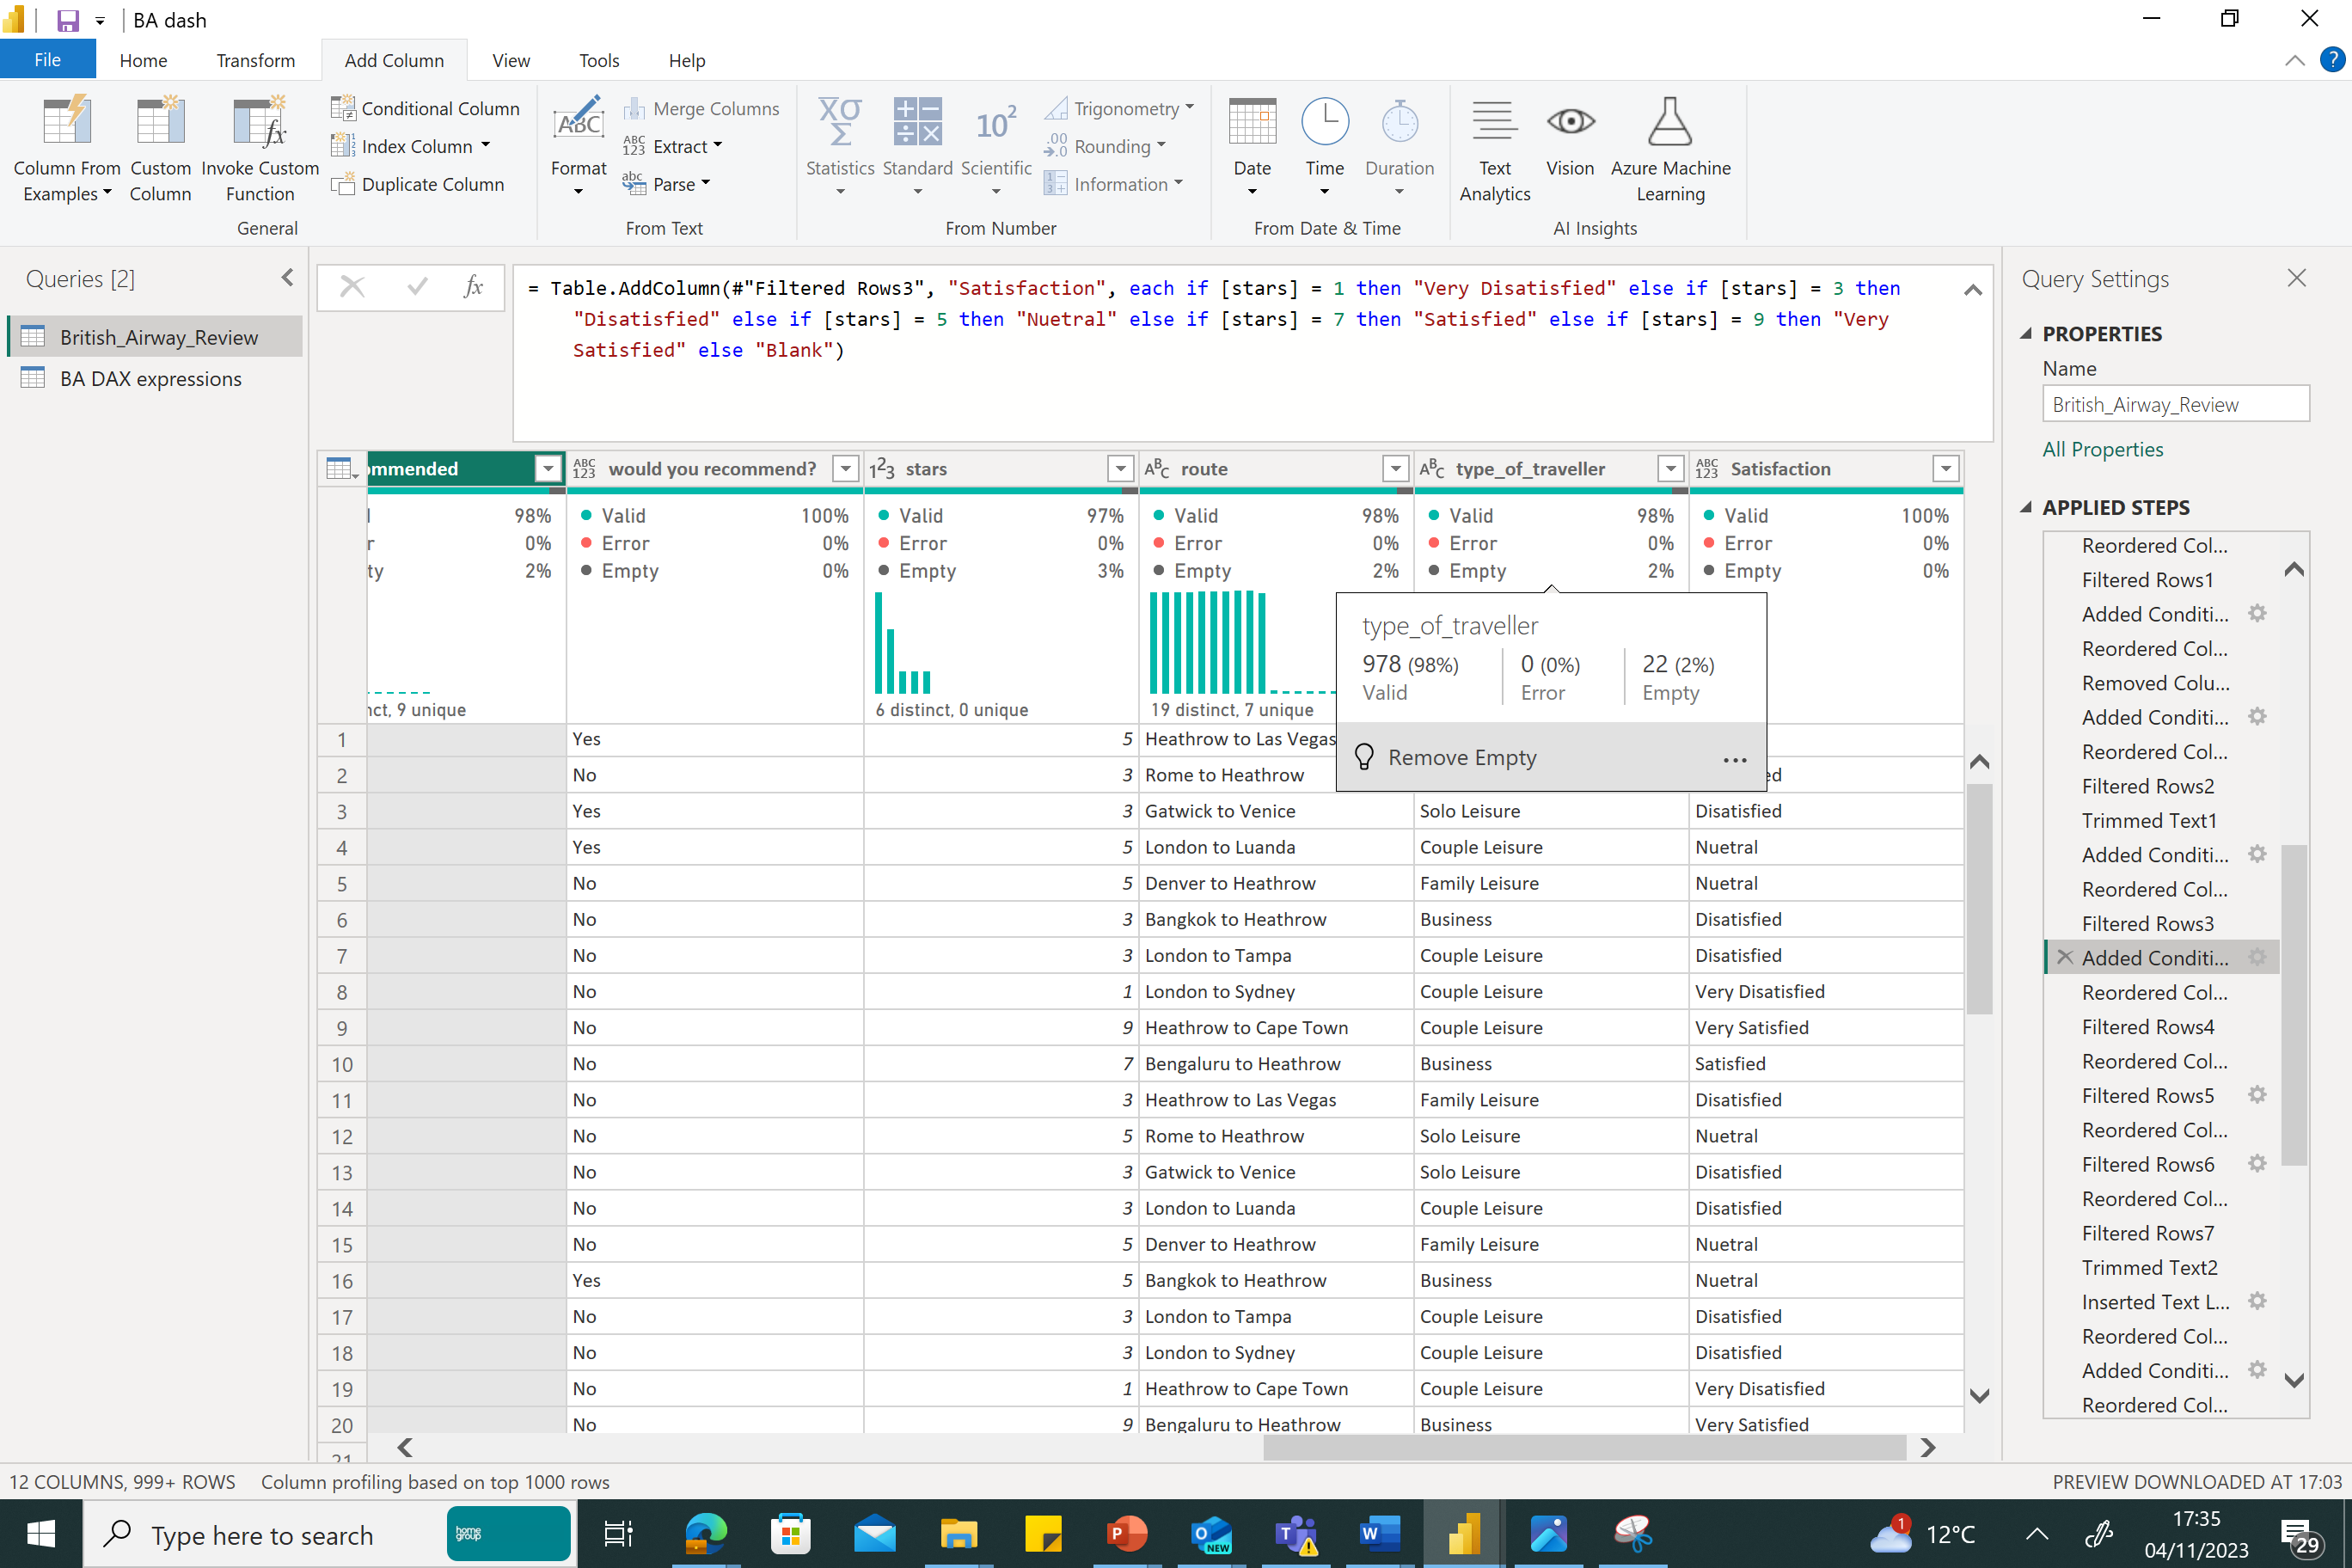 BA dash
File Home Transform Add Column View Tools Help
Column From Examples
Custom Column
Invoke Custom Function
Conditional Column
Index Column
Duplicate Column
General
Format
Merge Columns
Extract
Parse
From Text
Statistics
Standard
Scientific
Trigonometry
Rounding
Information
From Number
Date
Time
Duration
From Date & Time
Text Analytics
Vision
Azure Machine Learning
AI Insights
Queries [2]
British_Airway_Review
BA DAX expressions
= Table.AddColumn(#"Filtered Rows3", "Satisfaction", each if [stars] = 1 then "Very Disatisfied" else if [stars] = 3 then
"Disatisfied" else if [stars] = 5 then "Nuetral" else if [stars] = 7 then "Satisfied" else if [stars] = 9 then "Very
Satisfied" else "Blank")
ommended would you recommend? stars route type_of_traveller Satisfaction
98% Valid 100% Valid 97% Valid 98% Valid 98% Valid 100%
0% Error 0% Error 0% Error 0% Error 0% Error 0%
ty 2% Empty 0% Empty 3% Empty 2% Empty 2% Empty 0%
nct, 9 unique 6 distinct, 0 unique 19 distinct, 7 unique
type_of_traveller
978 (98%) 0 (0%) 22 (2%)
Valid Error Empty
Remove Empty ...
1 Yes 5 Heathrow to Las Vegas
2 No 3 Rome to Heathrow ed
3 Yes 3 Gatwick to Venice Solo Leisure Disatisfied
4 Yes 5 London to Luanda Couple Leisure Nuetral
5 No 5 Denver to Heathrow Family Leisure Nuetral
6 No 3 Bangkok to Heathrow Business Disatisfied
7 No 3 London to Tampa Couple Leisure Disatisfied
8 No 1 London to Sydney Couple Leisure Very Disatisfied
9 No 9 Heathrow to Cape Town Couple Leisure Very Satisfied
10 No 7 Bengaluru to Heathrow Business Satisfied
11 No 3 Heathrow to Las Vegas Family Leisure Disatisfied
12 No 5 Rome to Heathrow Solo Leisure Nuetral
13 No 3 Gatwick to Venice Solo Leisure Disatisfied
14 No 3 London to Luanda Couple Leisure Disatisfied
15 No 5 Denver to Heathrow Family Leisure Nuetral
16 Yes 5 Bangkok to Heathrow Business Nuetral
17 No 3 London to Tampa Couple Leisure Disatisfied
18 No 3 London to Sydney Couple Leisure Disatisfied
19 No 1 Heathrow to Cape Town Couple Leisure Very Disatisfied
20 No 9 Bengaluru to Heathrow Business Very Satisfied
21
Query Settings
PROPERTIES
Name
British_Airway_Review
All Properties
APPLIED STEPS
Reordered Col...
Filtered Rows1
Added Conditi...
Reordered Col...
Removed Colu...
Added Conditi...
Reordered Col...
Filtered Rows2
Trimmed Text1
Added Conditi...
Reordered Col...
Filtered Rows3
Added Conditi...
Reordered Col...
Filtered Rows4
Reordered Col...
Filtered Rows5
Reordered Col...
Filtered Rows6
Reordered Col...
Filtered Rows7
Trimmed Text2
Inserted Text L...
Reordered Col...
Added Conditi...
Reordered Col...
12 COLUMNS, 999+ ROWS Column profiling based on top 1000 rows PREVIEW DOWNLOADED AT 17:03
Type here to search home group
NEW
1 12°C
17:35
04/11/2023
29